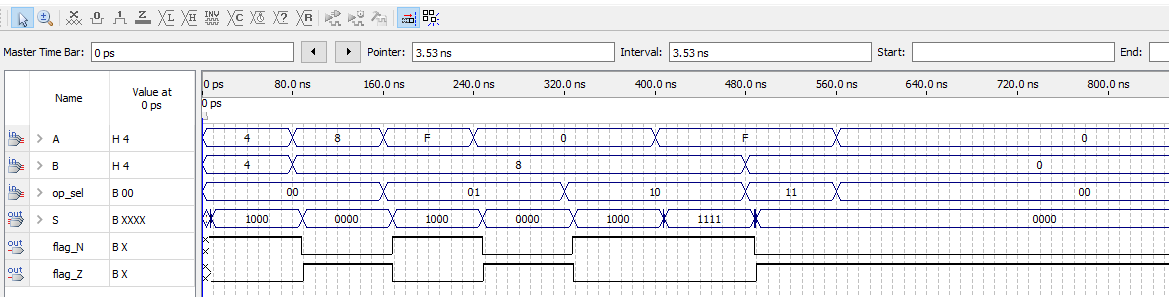 Z L H INV C ? R
Master Time Bar: 0 ps Pointer: 3.53 ns Interval: 3.53 ns Start: End:
Name Value at 0 ps 0 ps 80.0 ns 160.0 ns 240.0 ns 320.0 ns 400.0 ns 480.0 ns 560.0 ns 640.0 ns 720.0 ns 800.0 ns
0 ps
in A H 4 4 8 F 0 F 0
in B H 4 4 8 0
in op_sel B 00 00 01 10 11 00
out S B XXXX 1000 0000 1000 0000 1000 1111 0000
out flag_N B X
out flag_Z B X